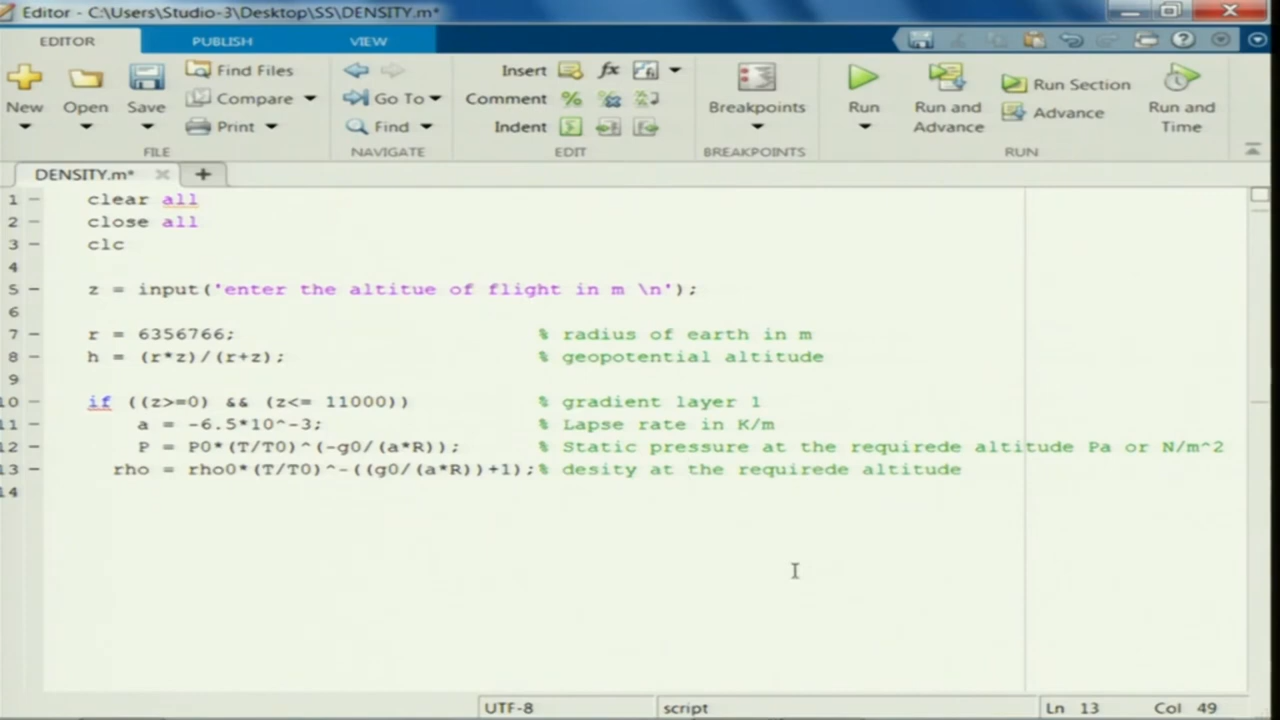 Editor - C:\Users\Studio-3\Desktop\SS\DENSITY.m*
EDITOR PUBLISH VIEW
New Open Save Find Files Compare Print
FILE
Go To Find
NAVIGATE
Insert fx
Comment %
Indent
EDIT
Breakpoints
BREAKPOINTS
Run Run and Advance Run Section Advance Run and Time
RUN
DENSITY.m*
1 - clear all
2 - close all
3 - clc
4
5 - z = input('enter the altitue of flight in m \n');
6
7 - r = 6356766; % radius of earth in m
8 - h = (r*z)/(r+z); % geopotential altitude
9
10 - if ((z>=0) && (z<= 11000)) % gradient layer 1
11 - a = -6.5*10^-3; % Lapse rate in K/m
12 - P = P0*(T/T0)^(-g0/(a*R)); % Static pressure at the requirede altitude Pa or N/m^2
13 - rho = rho0*(T/T0)^-((g0/(a*R))+1);% desity at the requirede altitude
14
UTF-8 script Ln 13 Col 49